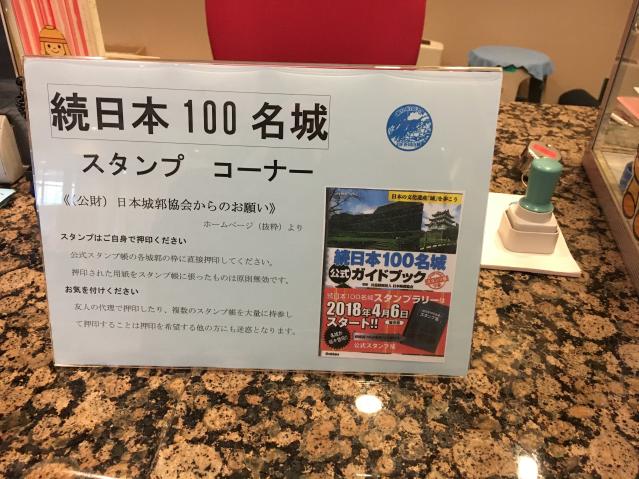 続日本100名城
スタンプ コーナー
《（公財）日本城郭協会からのお願い》
ホームページ（抜粋）より
スタンプはご自身で押印ください
公式スタンプ帳の各城郭の枠に直接押印してください。
押印された用紙をスタンプ帳に張ったものは原則無効です。
お気を付けください
友人の代理で押印したり、複数のスタンプ帳を大量に持参し
て押印することは押印を希望する他の方にも迷惑となります。
日本の文化遺産「城」を歩こう
続日本100名城
公式ガイドブック
続日本100名城スタンプラリーは
2018年4月6日
スタート!!
公式スタンプ帳